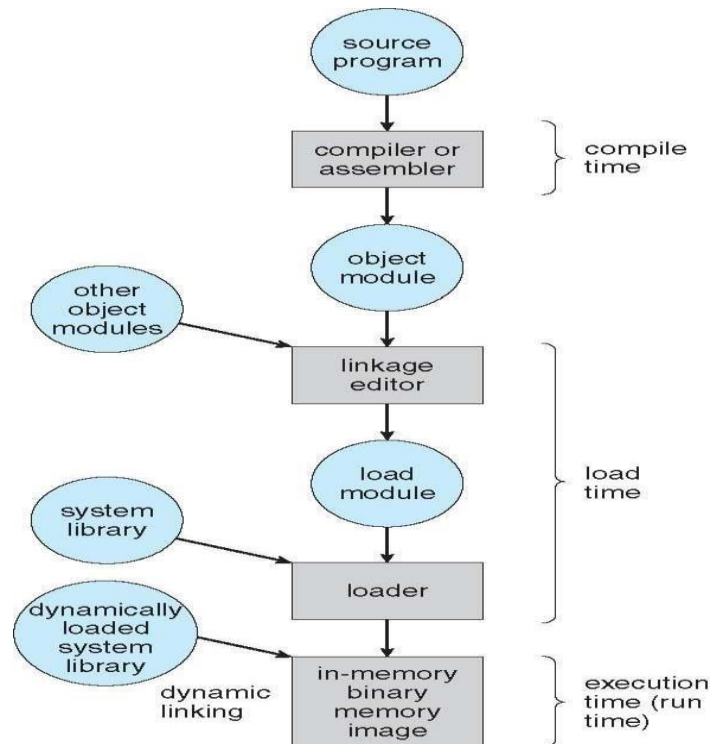 source
program
compiler or
assembler
compile
time
object
module
other
object
modules
linkage
editor
load
module
load
time
system
library
loader
dynamically
loaded
system
library
dynamic
linking
in-memory
binary
memory
image
execution
time (run
time)